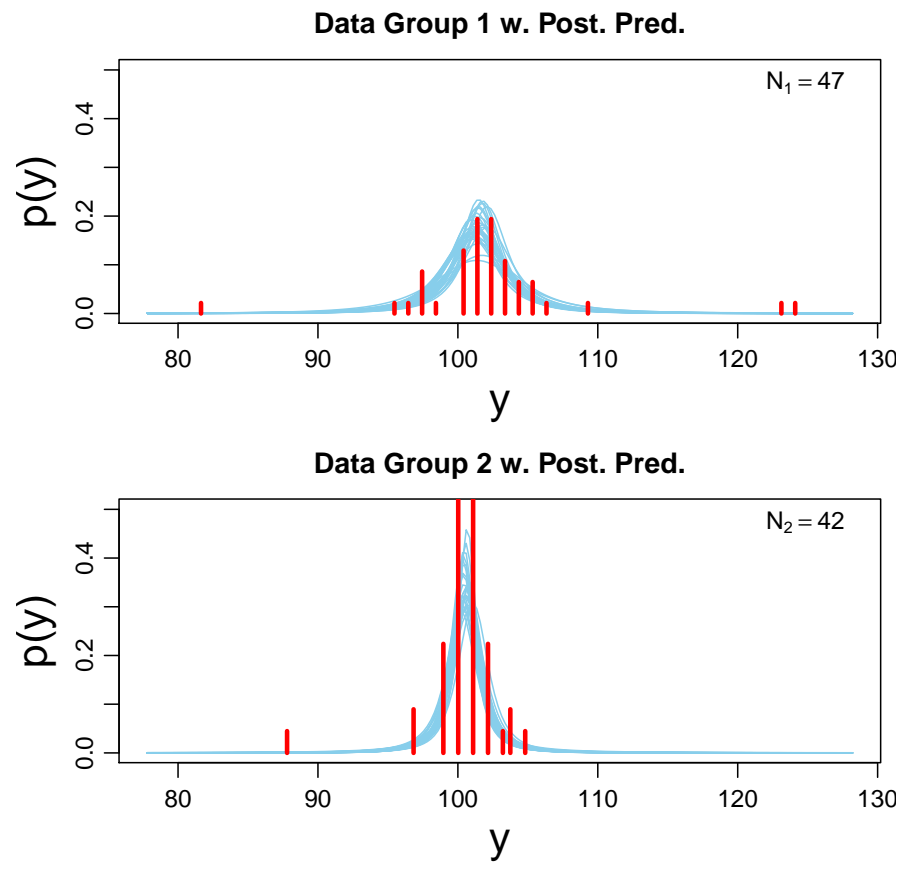 Data Group 1 w. Post. Pred.
N₁ = 47
p(y)
0.0 0.2 0.4
80 90 100 110 120 130
y
Data Group 2 w. Post. Pred.
N₂ = 42
p(y)
0.0 0.2 0.4
80 90 100 110 120 130
y